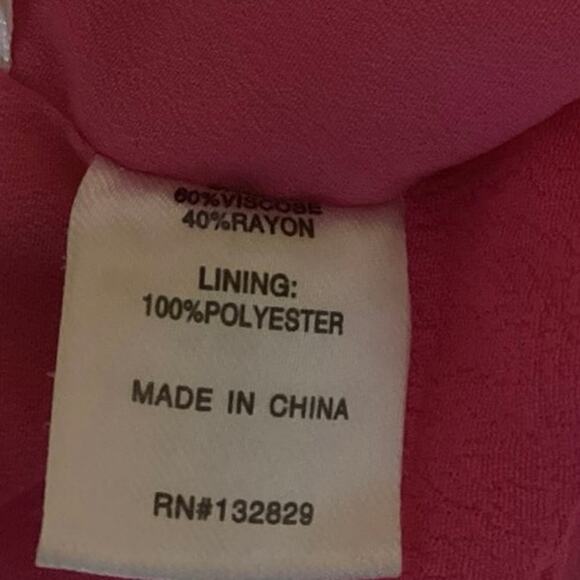 60%VISCOSE
40%RAYON
LINING:
100%POLYESTER
MADE IN CHINA
RN#132829